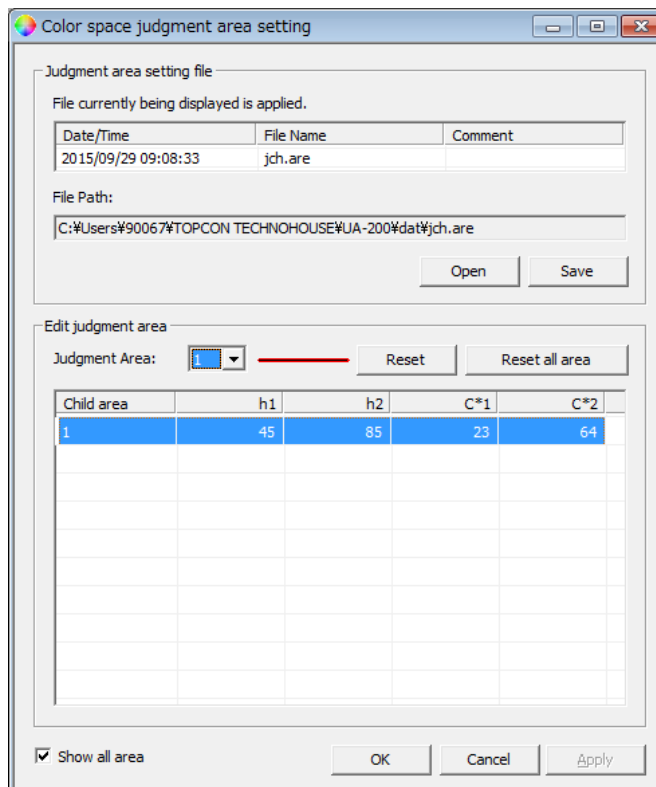 Color space judgment area setting
Judgment area setting file
File currently being displayed is applied.
Date/Time File Name Comment
2015/09/29 09:08:33 jch.are
File Path:
C:¥Users¥90067¥TOPCON TECHNOHOUSE¥UA-200¥dat¥jch.are
Open Save
Edit judgment area
Judgment Area: 1 Reset Reset all area
Child area h1 h2 C*1 C*2
1 45 85 23 64
Show all area OK Cancel Apply